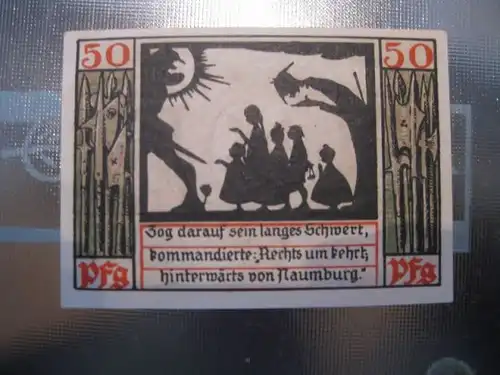 50 50
Zog darauf sein langes Schwert,
kommandierte: „Rechts um kehrt,
hinterwärts von Naumburg.“
Pfg Pfg